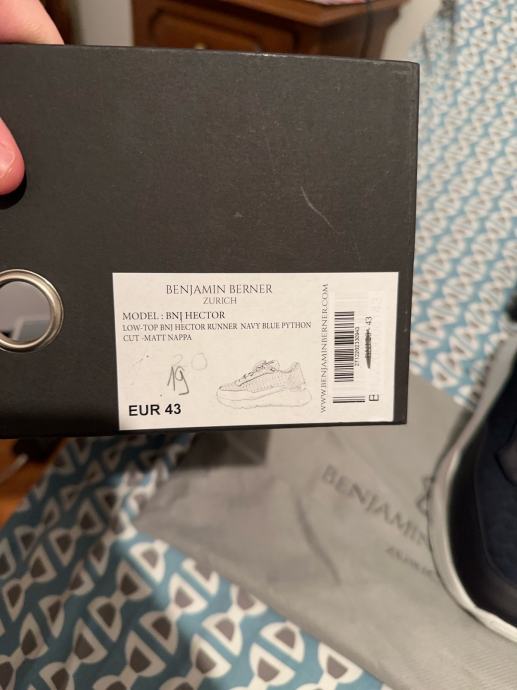 BENJAMIN BERNER
ZURICH
MODEL : BNJ HECTOR
LOW-TOP BNJ HECTOR RUNNER NAVY BLUE PYTHON
CUT -MATT NAPPA
19
EUR 43
WWW.BENJAMINBERNER.COM
43
E
BENJAMIN
ZURICH